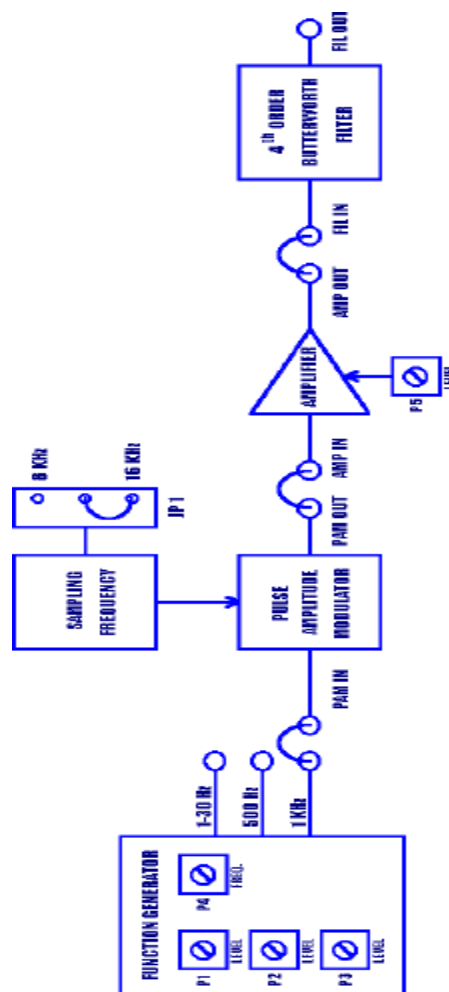 FUNCTION GENERATOR
P1
LEVEL
P2
LEVEL
P3
LEVEL
P4
FREQ.
1-30 Hz
500 Hz
1 KHz
PAM IN
SAMPLING
FREQUENCY
8 KHz
16 KHz
JP1
PULSE
AMPLITUDE
MODULATOR
PAM OUT
AMP IN
AMPLIFIER
P5
LEVEL
AMP OUT
FIL IN
4th ORDER
BUTTERWORTH
FILTER
FIL OUT